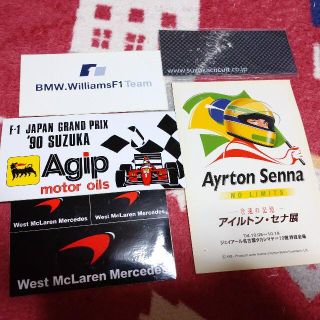 BMW.WilliamsF1 Team
www.suzukacircuit.co.jp
F-1 JAPAN GRAND PRIX
'90 SUZUKA
Agip
motor oils
West McLaren Mercedes
West McLaren Mercedes
West McLaren Mercedes
Ayrton Senna
NO LIMITS
アイルトン・セナ展